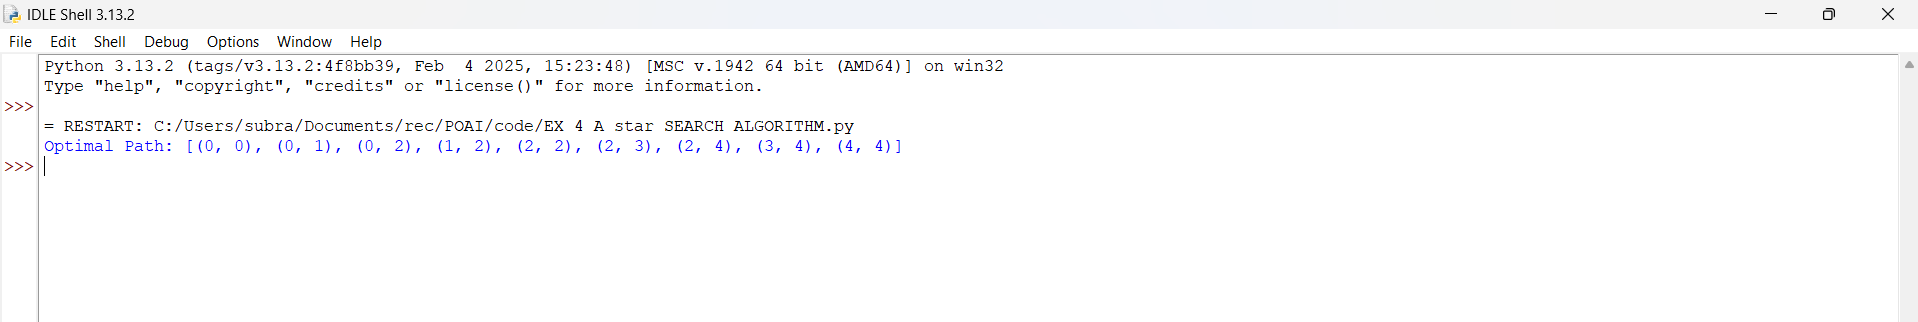 IDLE Shell 3.13.2
File Edit Shell Debug Options Window Help
Python 3.13.2 (tags/v3.13.2:4f8bb39, Feb  4 2025, 15:23:48) [MSC v.1942 64 bit (AMD64)] on win32
Type "help", "copyright", "credits" or "license()" for more information.
>>>
= RESTART: C:/Users/subra/Documents/rec/POAI/code/EX 4 A star SEARCH ALGORITHM.py
Optimal Path: [(0, 0), (0, 1), (0, 2), (1, 2), (2, 2), (2, 3), (2, 4), (3, 4), (4, 4)]
>>>